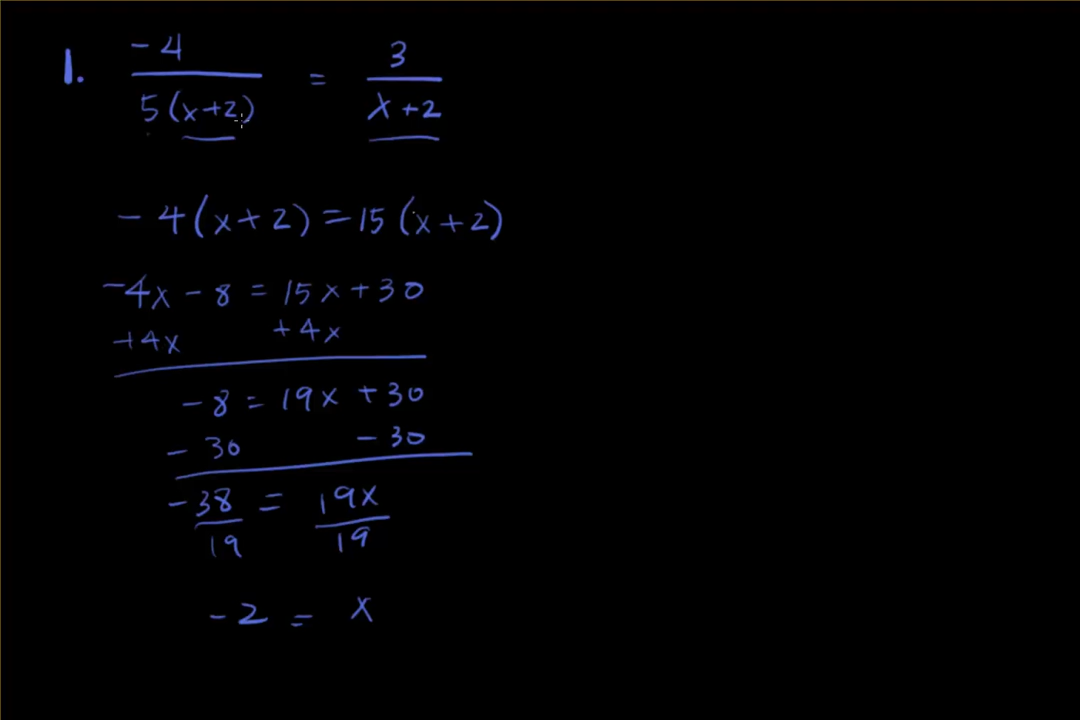 1. -4 / 5(x+2) = 3 / x+2
-4(x+2) = 15(x+2)
-4x - 8 = 15x + 30
+4x +4x
-8 = 19x + 30
-30 -30
-38 / 19 = 19x / 19
-2 = x